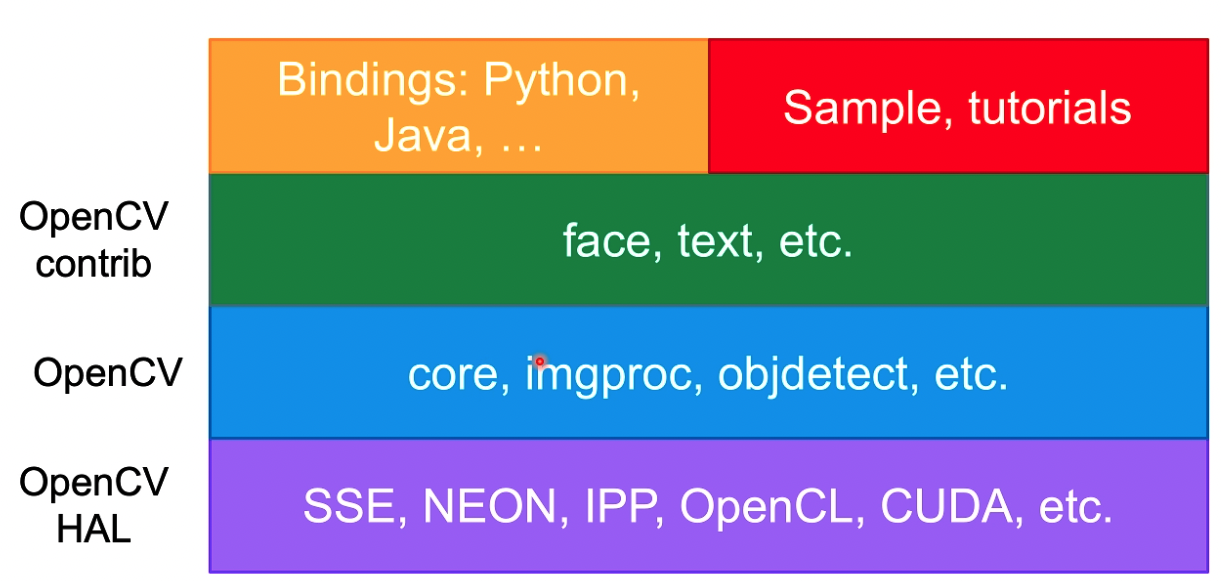 Bindings: Python,
Java, …
Sample, tutorials
OpenCV
contrib
face, text, etc.
OpenCV
core, imgproc, objdetect, etc.
OpenCV
HAL
SSE, NEON, IPP, OpenCL, CUDA, etc.